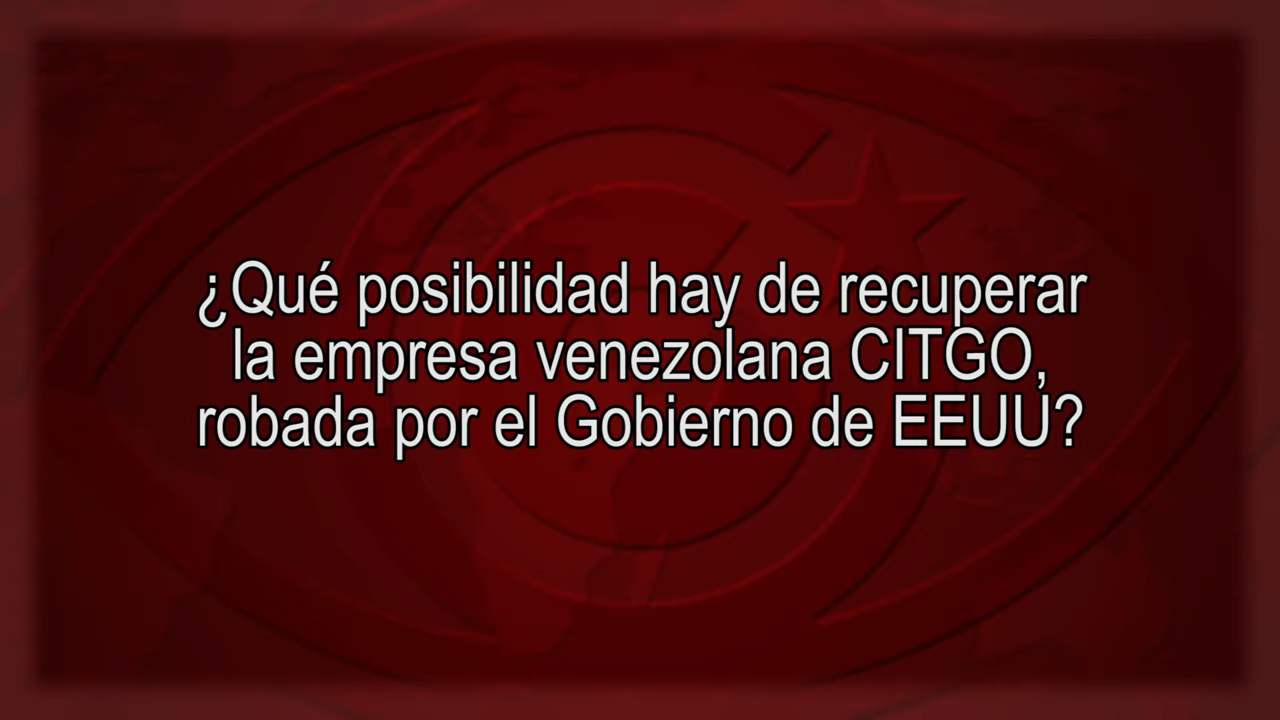 ¿Qué posibilidad hay de recuperar
la empresa venezolana CITGO,
robada por el Gobierno de EEUU?